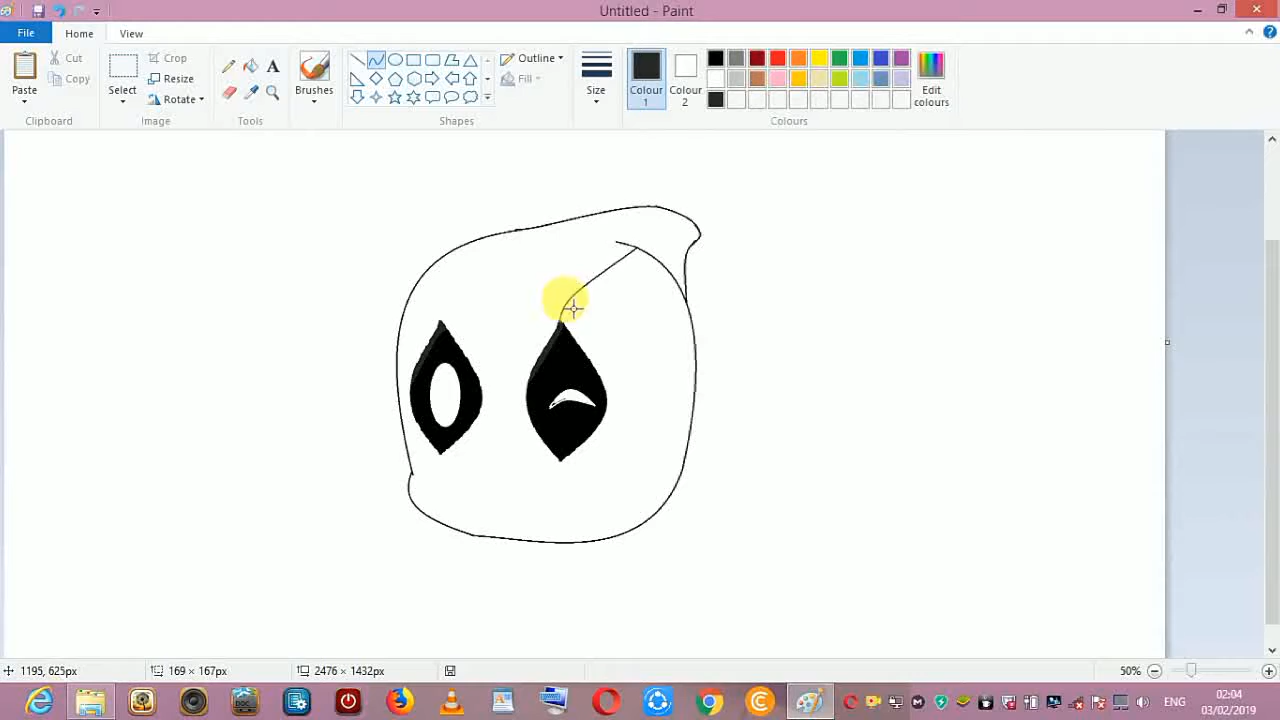 Untitled - Paint
File
Home
View
Paste
Cut
Copy
Clipboard
Select
Crop
Resize
Rotate
Image
A
Tools
Brushes
Outline
Fill
Shapes
Size
Colour
1
Colour
2
Edit
colours
Colours
1195, 625px
169 × 167px
2476 × 1432px
50%
DOC
ENG
02:04
03/02/2019